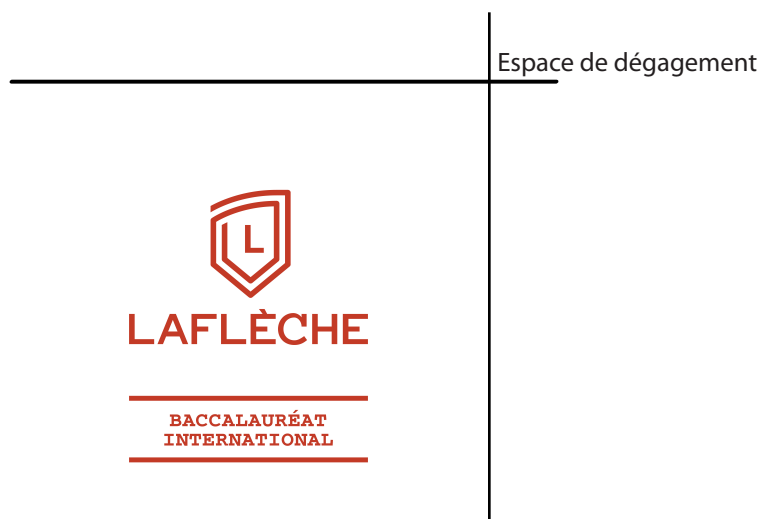 Espace de dégagement
L
LAFLÈCHE
BACCALAURÉAT
INTERNATIONAL